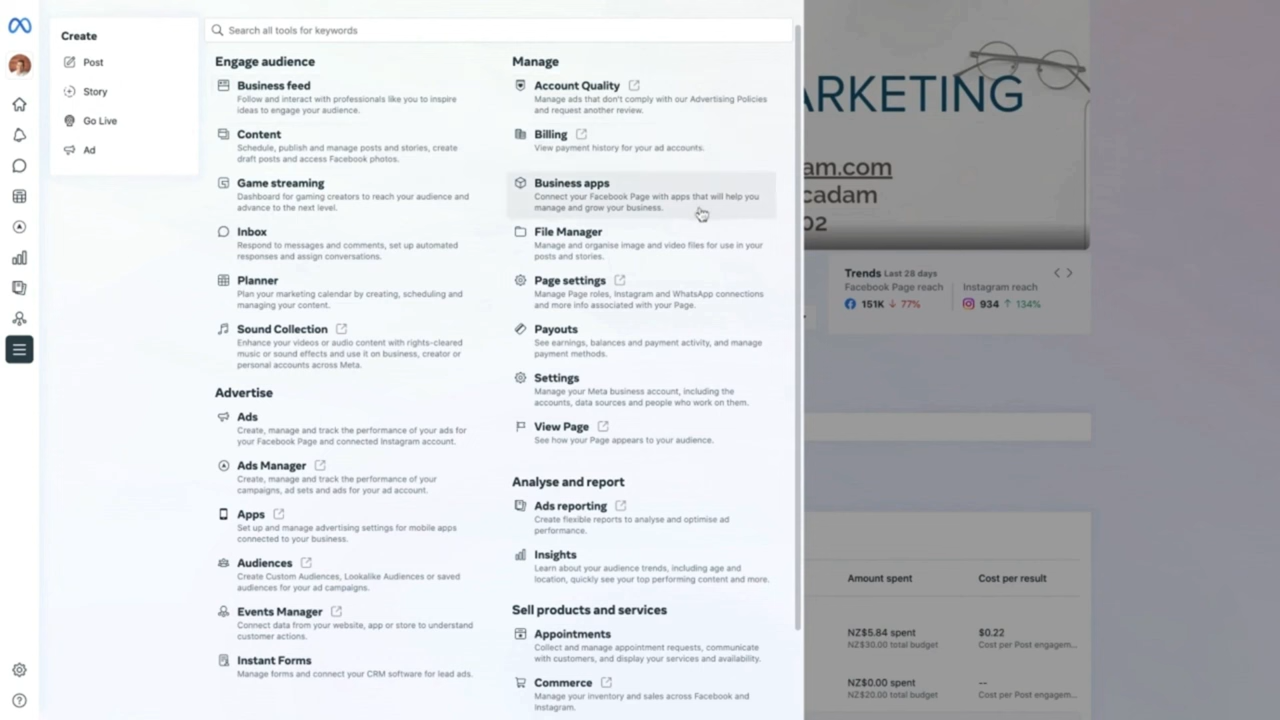 Create
Post
Story
Go Live
Ad
Search all tools for keywords
Engage audience
Business feed
Follow and interact with professionals like you to inspire
ideas to engage your audience.
Content
Schedule, publish and manage posts and stories, create
draft posts and access Facebook photos.
Game streaming
Dashboard for gaming creators to reach your audience and
advance to the next level.
Inbox
Respond to messages and comments, set up automated
responses and assign conversations.
Planner
Plan your marketing calendar by creating, scheduling and
managing your content.
Sound Collection
Enhance your videos or audio content with rights-cleared
music or sound effects and use it on business, creator or
personal accounts across Meta.
Advertise
Ads
Create, manage and track the performance of your ads for
your Facebook Page and connected Instagram account.
Ads Manager
Create, manage and track the performance of your
campaigns, ad sets and ads for your ad account.
Apps
Set up and manage advertising settings for mobile apps
connected to your business.
Audiences
Create Custom Audiences, Lookalike Audiences or saved
audiences for your ad campaigns.
Events Manager
Connect data from your website, app or store to understand
customer actions.
Instant Forms
Manage forms and connect your CRM software for lead ads.
Manage
Account Quality
Manage ads that don't comply with our Advertising Policies
and request another review.
Billing
View payment history for your ad accounts.
Business apps
Connect your Facebook Page with apps that will help you
manage and grow your business.
File Manager
Manage and organise image and video files for use in your
posts and stories.
Page settings
Manage Page roles, Instagram and WhatsApp connections
and more info associated with your Page.
Payouts
See earnings, balances and payment activity, and manage
payment methods.
Settings
Manage your Meta business account, including the
accounts, data sources and people who work on them.
View Page
See how your Page appears to your audience.
Analyse and report
Ads reporting
Create flexible reports to analyse and optimise ad
performance.
Insights
Learn about your audience trends, including age and
location, quickly see your top performing content and more.
Sell products and services
Appointments
Collect and manage appointment requests, communicate
with customers, and display your services and availability.
Commerce
Manage your inventory and sales across Facebook and
Instagram.
ARKETING
am.com
cadam
02
Trends Last 28 days
Facebook Page reach
151K ↓ 77%
Instagram reach
934 ↑ 134%
Amount spent Cost per result
NZ$5.84 spent $0.22
NZ$30.00 total budget Cost per Post engagem...
NZ$0.00 spent --
NZ$20.00 total budget Cost per Post engagem...